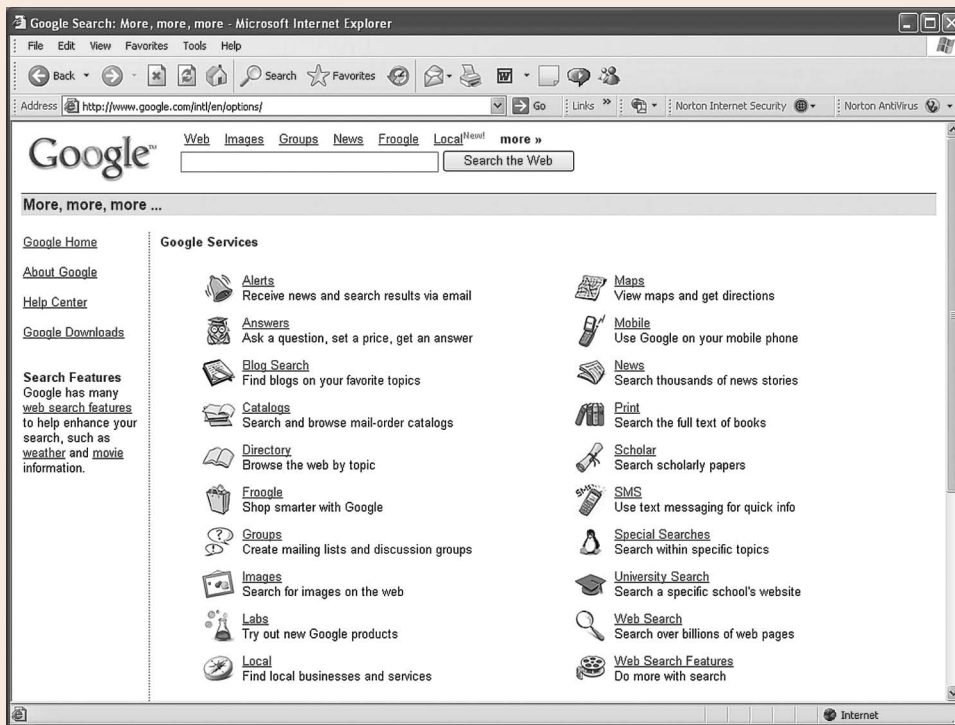 Google Search: More, more, more - Microsoft Internet Explorer
File Edit View Favorites Tools Help
Back Search Favorites
Address http://www.google.com/intl/en/options/ Go Links » Norton Internet Security Norton AntiVirus
Google™
Web Images Groups News Froogle Local New! more »
Search the Web
More, more, more ...
Google Home
About Google
Help Center
Google Downloads
Search Features
Google has many
web search features
to help enhance your
search, such as
weather and movie
information.
Google Services
Alerts
Receive news and search results via email
Answers
Ask a question, set a price, get an answer
Blog Search
Find blogs on your favorite topics
Catalogs
Search and browse mail-order catalogs
Directory
Browse the web by topic
Froogle
Shop smarter with Google
Groups
Create mailing lists and discussion groups
Images
Search for images on the web
Labs
Try out new Google products
Local
Find local businesses and services
Maps
View maps and get directions
Mobile
Use Google on your mobile phone
News
Search thousands of news stories
Print
Search the full text of books
Scholar
Search scholarly papers
SMS
Use text messaging for quick info
Special Searches
Search within specific topics
University Search
Search a specific school's website
Web Search
Search over billions of web pages
Web Search Features
Do more with search
Internet